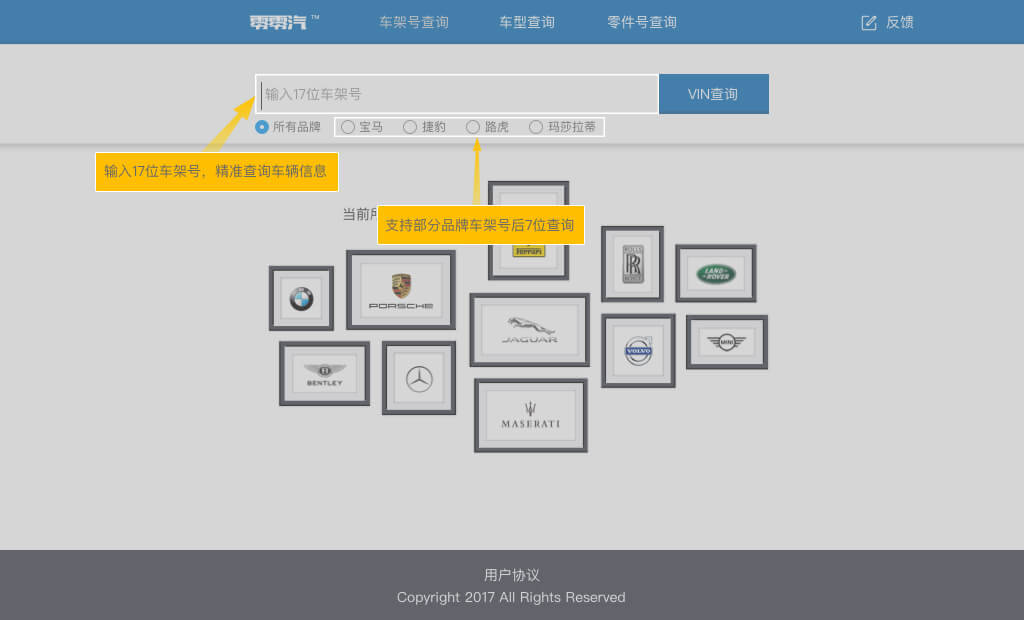 零零汽™ 车架号查询 车型查询 零件号查询 反馈
输入17位车架号 VIN查询
所有品牌 宝马 捷豹 路虎 玛莎拉蒂
输入17位车架号，精准查询车辆信息
当前
支持部分品牌车架号后7位查询
Ferrari
ROLLS
RR
ROYCE
LAND-ROVER
BMW
PORSCHE
JAGUAR
VOLVO
MINI
B
BENTLEY
MASERATI
用户协议
Copyright 2017 All Rights Reserved